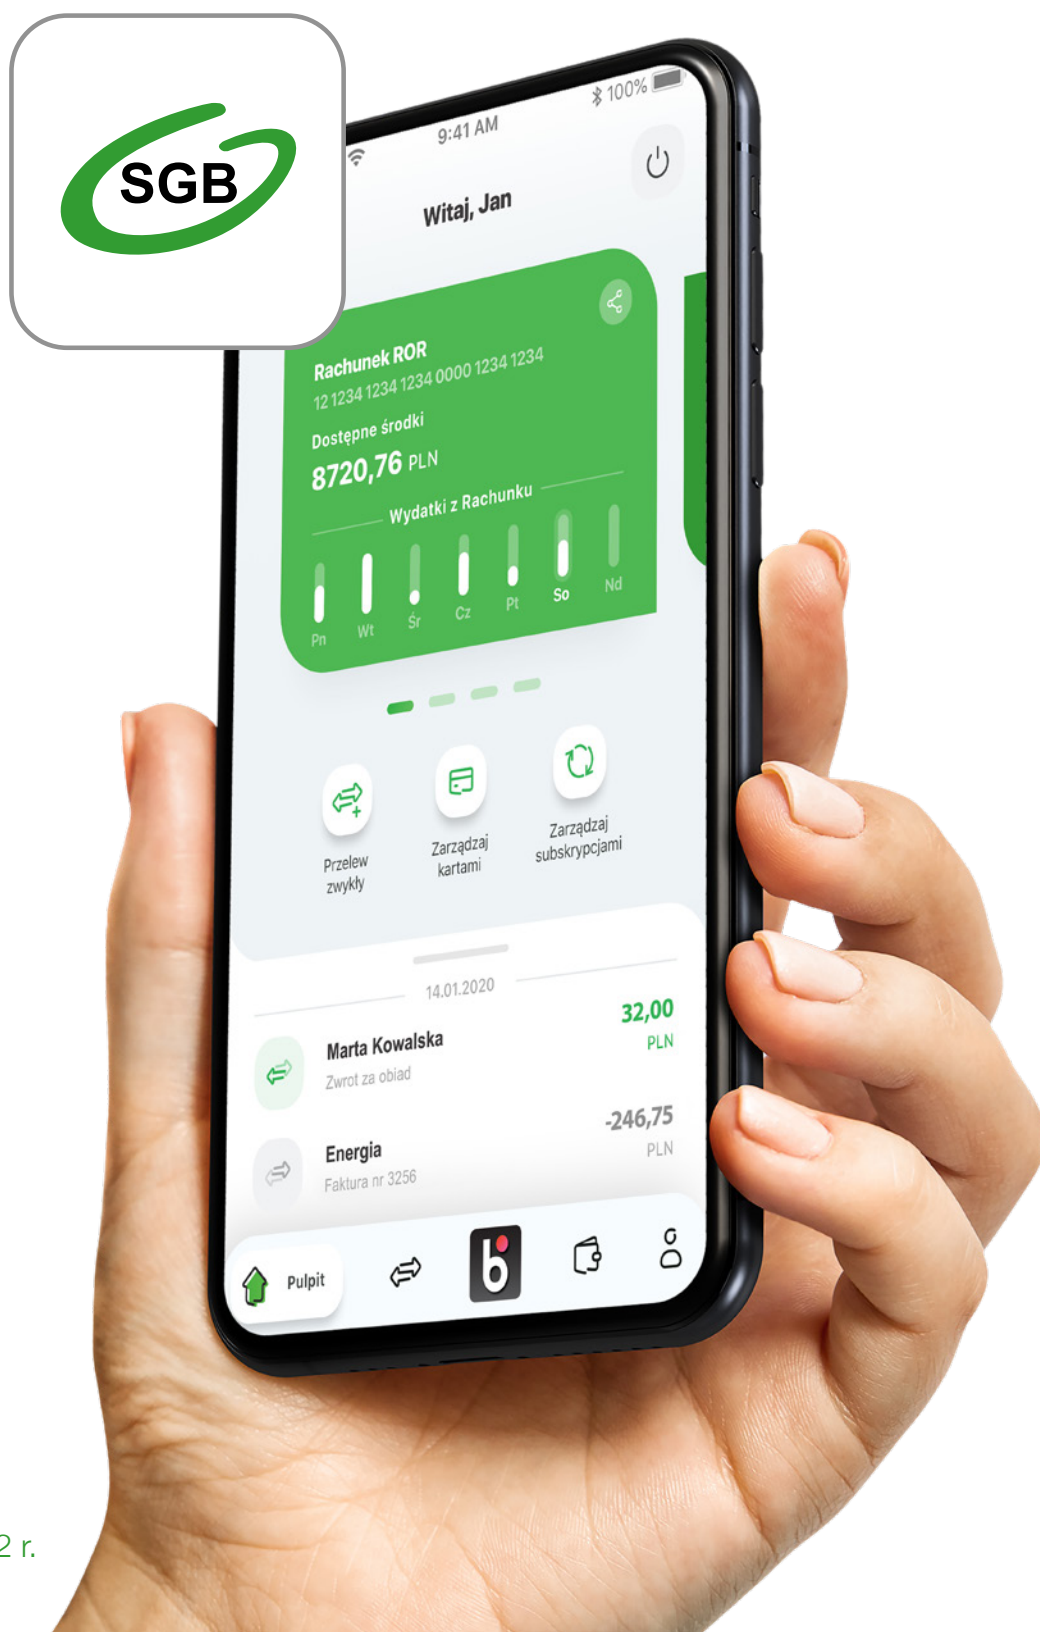 SGB
9:41 AM
100%
Witaj, Jan
Rachunek ROR
12 1234 1234 1234 0000 1234 1234
Dostępne środki
8720,76 PLN
Wydatki z Rachunku
Pn Wt Śr Cz Pt So Nd
Przelew
zwykły
Zarządzaj
kartami
Zarządzaj
subskrypcjami
14.01.2020
Marta Kowalska
Zwrot za obiad
32,00
PLN
Energia
Faktura nr 3256
-246,75
PLN
Pulpit
b
2 r.